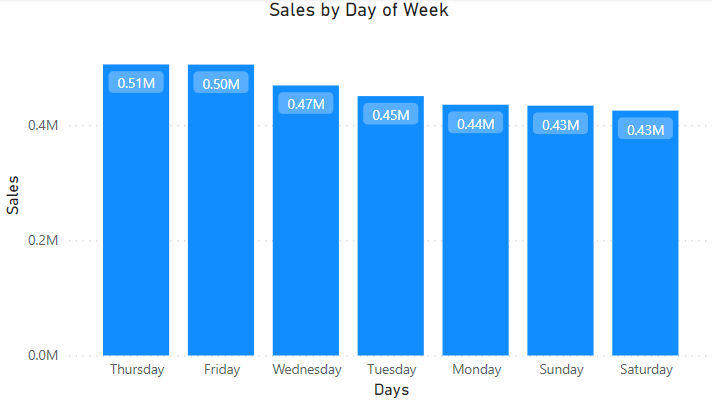 Sales by Day of Week
0.51M
0.50M
0.47M
0.45M
0.44M
0.43M
0.43M
0.4M
0.2M
0.0M
Sales
Thursday Friday Wednesday Tuesday Monday Sunday Saturday
Days